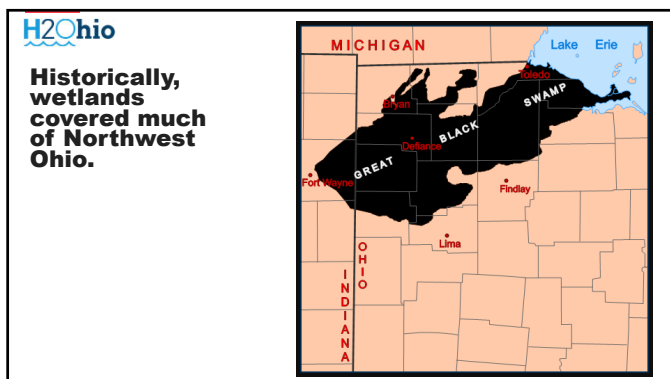 H2Ohio
Historically,
wetlands
covered much
of Northwest
Ohio.
MICHIGAN
Lake Erie
Toledo
Bryan
SWAMP
BLACK
Defiance
GREAT
Fort Wayne
Findlay
Lima
OHIO
INDIANA